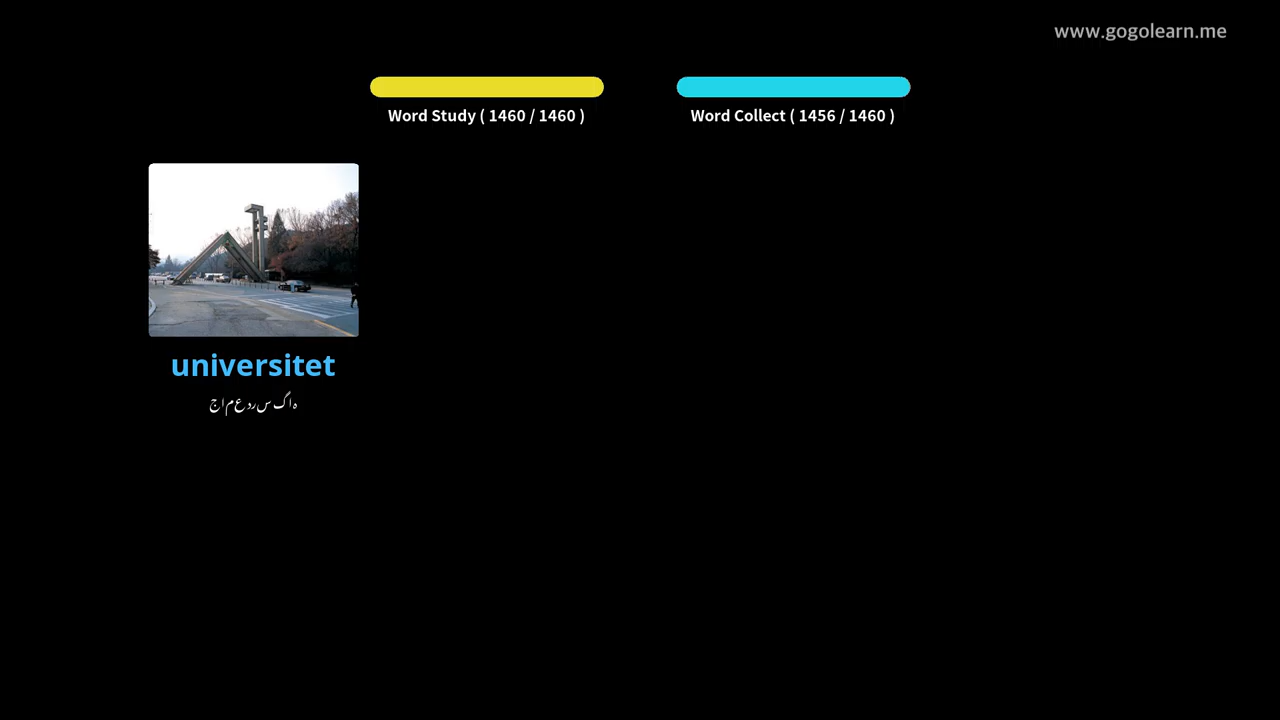 www.gogolearn.me
Word Study ( 1460 / 1460 )
Word Collect ( 1456 / 1460 )
universitet
جامع درسگاہ